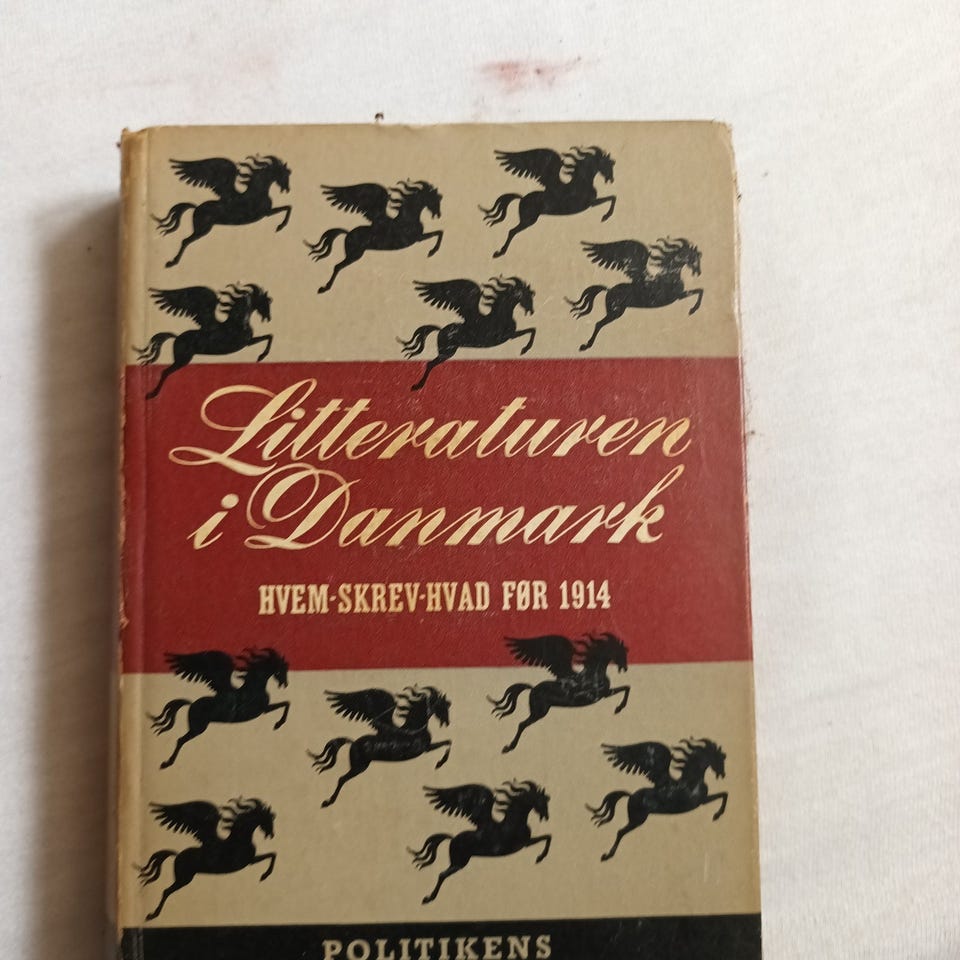 Litteraturen
i Danmark
HVEM-SKREV-HVAD FØR 1914
POLITIKENS